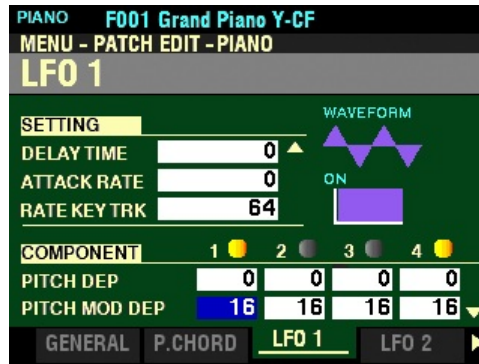 PIANO F001 Grand Piano Y-CF
MENU - PATCH EDIT - PIANO
LFO 1
WAVEFORM
SETTING
DELAY TIME 0
ATTACK RATE 0
ON
RATE KEY TRK 64
COMPONENT 1 2 3 4
PITCH DEP 0 0 0 0
PITCH MOD DEP 16 16 16 16
GENERAL P.CHORD LFO 1 LFO 2